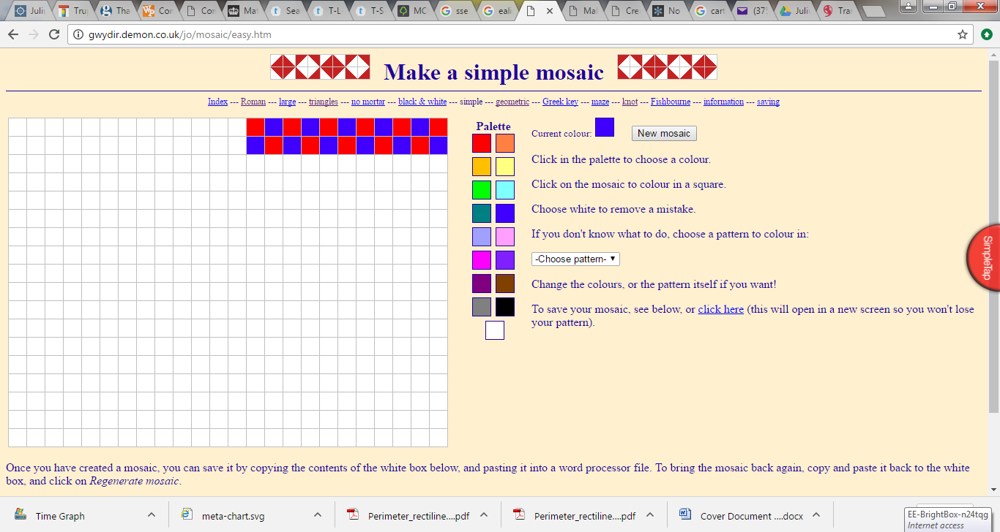 Juliu
Trup
Tha
Con
Con
Mat
Sea
T-L-
T-S
MC
sse
eali
Mal
Cre
No
cart
(37
Julie
Tra
gwydir.demon.co.uk/jo/mosaic/easy.htm
Make a simple mosaic
Index --- Roman --- large --- triangles --- no mortar --- black & white --- simple --- geometric --- Greek key --- maze --- knot --- Fishbourne --- information --- saving
Palette
Current colour:
New mosaic
Click in the palette to choose a colour.
Click on the mosaic to colour in a square.
Choose white to remove a mistake.
If you don't know what to do, choose a pattern to colour in:
-Choose pattern-
Change the colours, or the pattern itself if you want!
To save your mosaic, see below, or click here (this will open in a new screen so you won't lose
your pattern).
SimpleTap
Once you have created a mosaic, you can save it by copying the contents of the white box below, and pasting it into a word processor file. To bring the mosaic back again, copy and paste it back to the white
box, and click on Regenerate mosaic.
Time Graph
meta-chart.svg
Perimeter_rectiline....pdf
Perimeter_rectiline....pdf
Cover Document ....docx
EE-BrightBox-n24tqg
Internet access